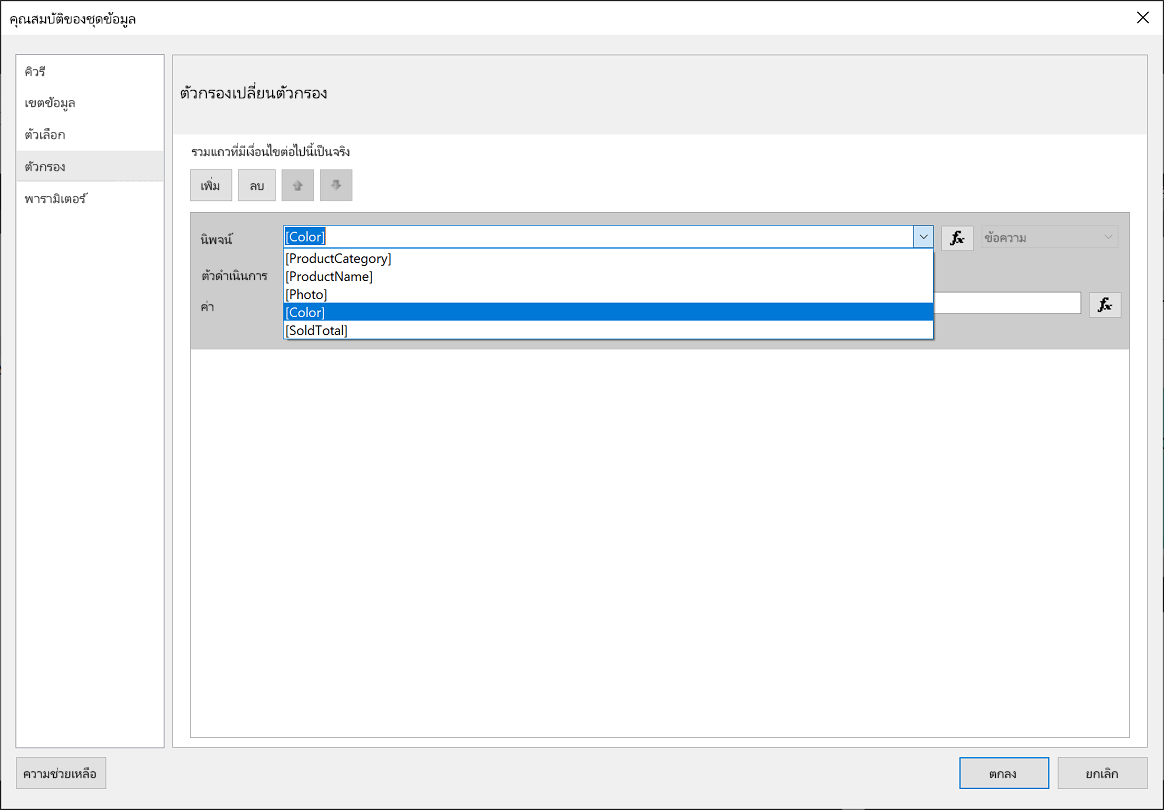 คุณสมบัติของชุดข้อมูล
คิวรี
เขตข้อมูล
ตัวเลือก
ตัวกรอง
พารามิเตอร์
ตัวกรองเปลี่ยนตัวกรอง
รวมแถวที่มีเงื่อนไขต่อไปนี้เป็นจริง
เพิ่ม ลบ
นิพจน์ [Color] fx ข้อความ
[ProductCategory]
[ProductName]
ตัวดำเนินการ
[Photo]
ค่า fx
[Color]
[SoldTotal]
ความช่วยเหลือ ตกลง ยกเลิก